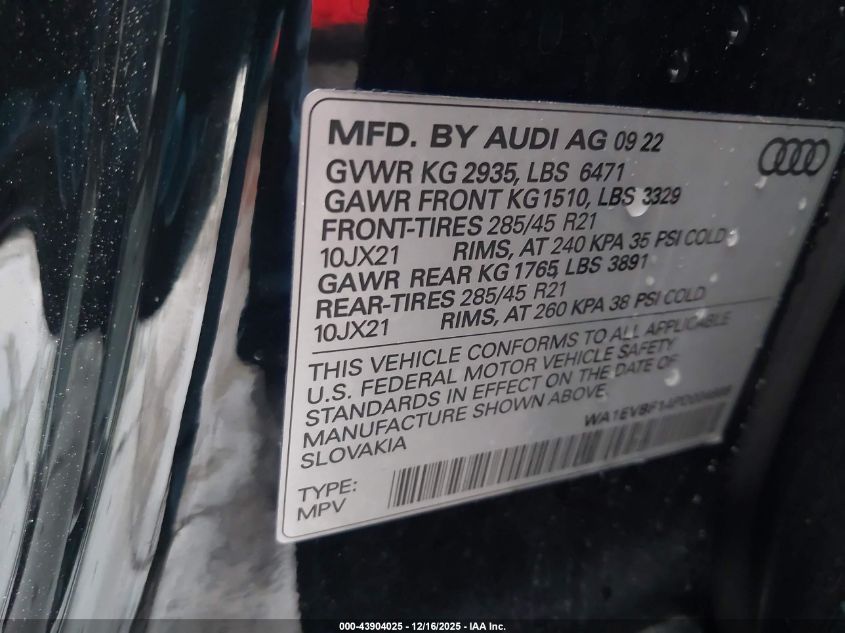 MFD. BY AUDI AG 09 22
GVWR KG 2935, LBS 6471
GAWR FRONT KG1510, LBS 3329
FRONT-TIRES 285/45 R21
10JX21 RIMS, AT 240 KPA 35 PSI COLD
GAWR REAR KG 1765, LBS 3891
REAR-TIRES 285/45 R21
10JX21 RIMS, AT 260 KPA 38 PSI COLD
THIS VEHICLE CONFORMS TO ALL APPLICABLE
U.S. FEDERAL MOTOR VEHICLE SAFETY
STANDARDS IN EFFECT ON THE DATE OF
MANUFACTURE SHOWN ABOVE
SLOVAKIA
TYPE:
MPV
000-43904025 - 12/16/2025 - IAA Inc.